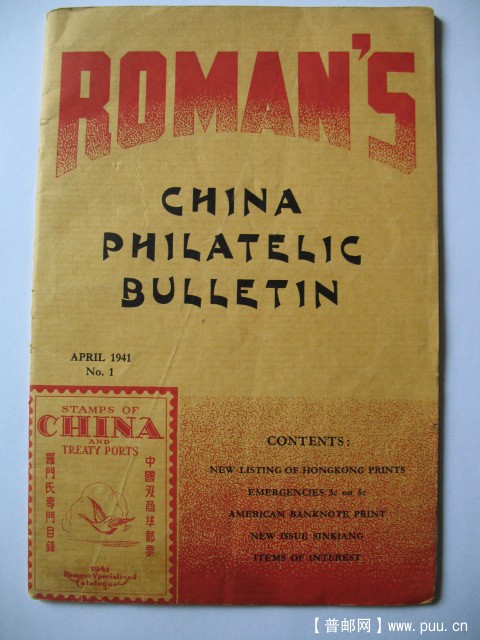 ROMAN'S
CHINA
PHILATELIC
BULLETIN
APRIL 1941
No. 1
STAMPS OF
CHINA
AND
TREATY PORTS
羅門氏專門目錄
中國及商埠郵票
1941
Romans Specialized
Catalogue
CONTENTS:
NEW LISTING OF HONGKONG PRINTS
EMERGENCIES 3c on 5c
AMERICAN BANKNOTE PRINT
NEW ISSUE SINKIANG
ITEMS OF INTEREST
【普邮网】www.puu.cn